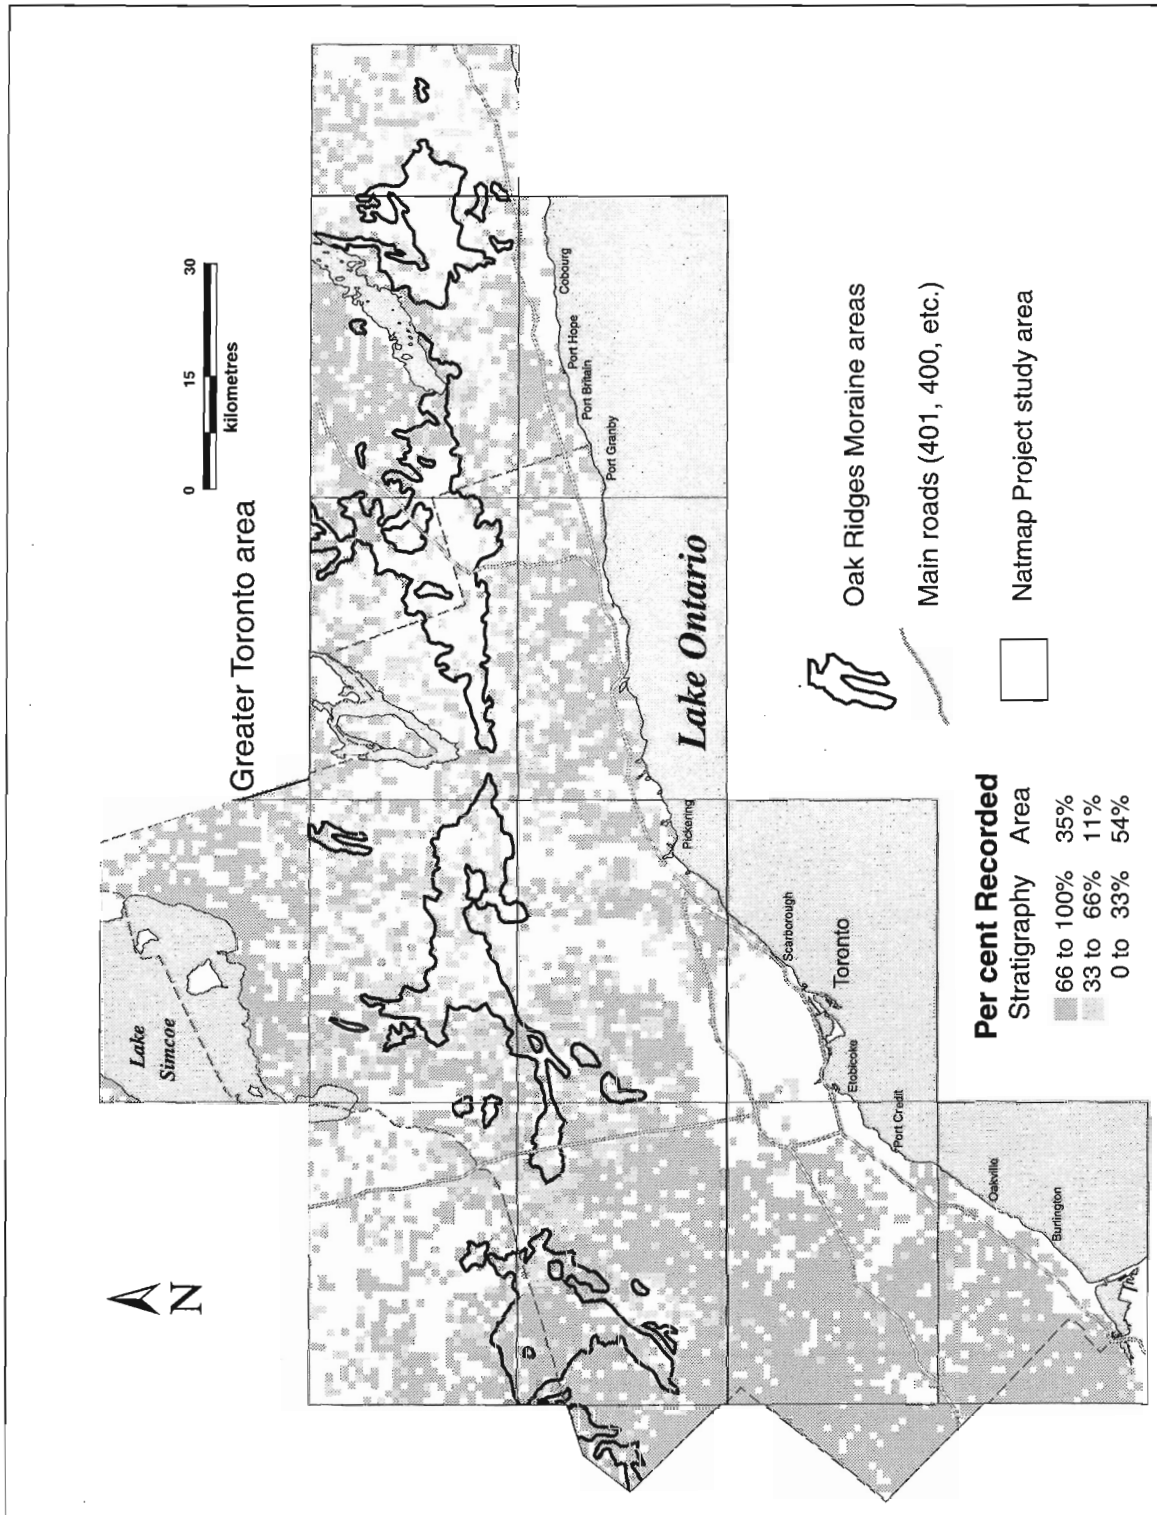 Greater Toronto area
0 15 30
kilometres
N
Lake
Simcoe
Lake Ontario
Cobourg
Port Hope
Port Britain
Port Granby
Pickering
Scarborough
Toronto
Etobicoke
Port Credit
Oakville
Burlington
Per cent Recorded
Stratigraphy Area
66 to 100% 35%
33 to 66% 11%
0 to 33% 54%
Oak Ridges Moraine areas
Main roads (401, 400, etc.)
Natmap Project study area